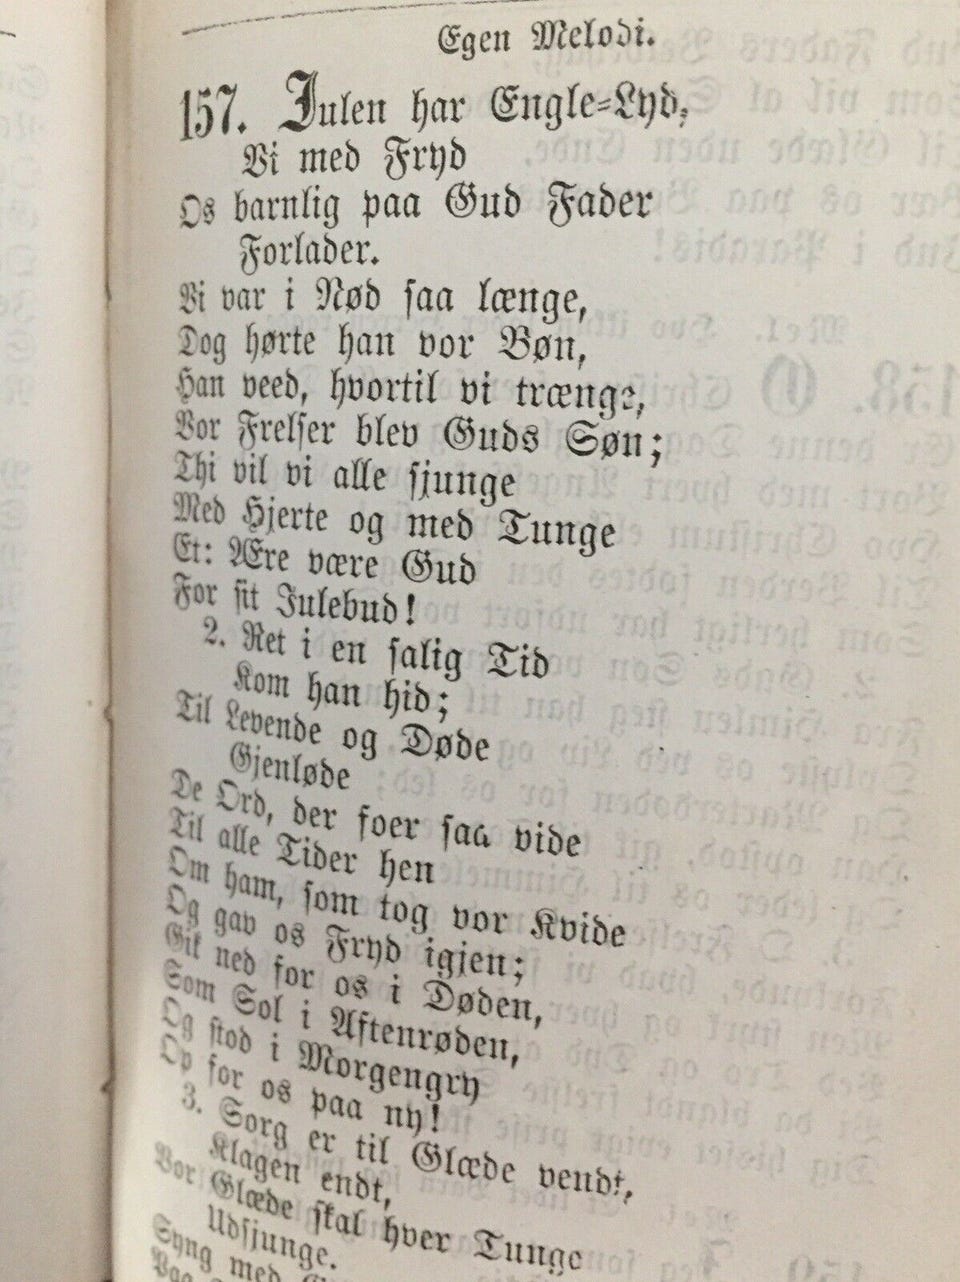 Egen Melodi.
157. Julen har Engle-Lyd,
Vi med Fryd
Os barnlig paa Gud Fader
Forlader.
Vi var i Nød saa længe,
Dog hørte han vor Bøn,
Han veed, hvortil vi trænge,
Vor Frelser blev Guds Søn;
Thi vil vi alle sjunge
Med Hjerte og med Tunge
Et: Ære være Gud
For sit Julebud!
2. Ret i en salig Tid
Kom han hid;
Til Levende og Døde
Gjenløde
De Ord, der foer saa vide
Til alle Tider hen
Om ham, som tog vor Kvide
Og gav os Fryd igjen;
Gik ned for os i Døden,
Som Sol i Aftenrøden,
Og stod i Morgengry
Op for os paa ny!
3. Sorg er til Glæde vendt,
Klagen endt,
Vor Glæde skal hver Tunge
Udsjunge.
Syng med